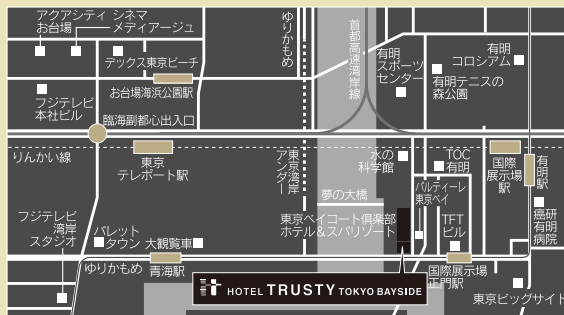 アクアシティ シネマ
お台場 メディアージュ
デックス東京ビーチ
お台場海浜公園駅
フジテレビ
本社ビル
臨海副都心出入口
りんかい線
東京
テレポート駅
ゆりかもめ
首都高速湾岸線
有明
スポーツ
センター
有明
コロシアム
有明テニスの
森公園
東京湾岸
アンダー
水の
科学館
TOC
有明
国際
展示場
駅
有明駅
夢の大橋
パルティーレ
東京ベイ
東京ベイコート倶楽部
ホテル&スパリゾート
TFT
ビル
癌研
有明
病院
フジテレビ
湾岸
スタジオ
パレット
タウン
大観覧車
ゆりかもめ
青海駅
国際展示場
正門駅
東京ビッグサイト
HOTEL TRUSTY TOKYO BAYSIDE